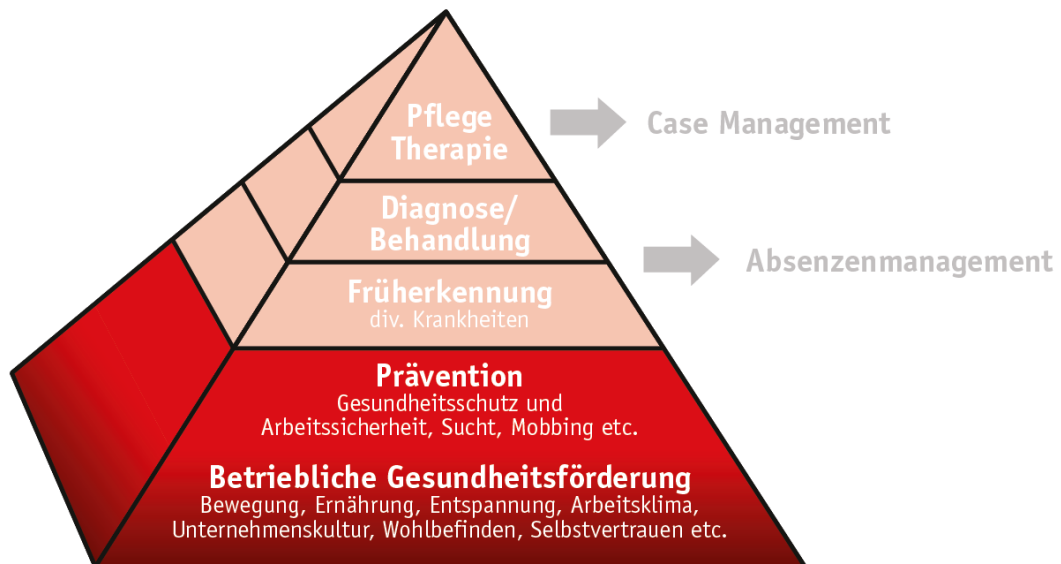 Pflege
Therapie
Case Management
Diagnose/
Behandlung
Absenzenmanagement
Früherkennung
div. Krankheiten
Prävention
Gesundheitsschutz und
Arbeitssicherheit, Sucht, Mobbing etc.
Betriebliche Gesundheitsförderung
Bewegung, Ernährung, Entspannung, Arbeitsklima,
Unternehmenskultur, Wohlbefinden, Selbstvertrauen etc.